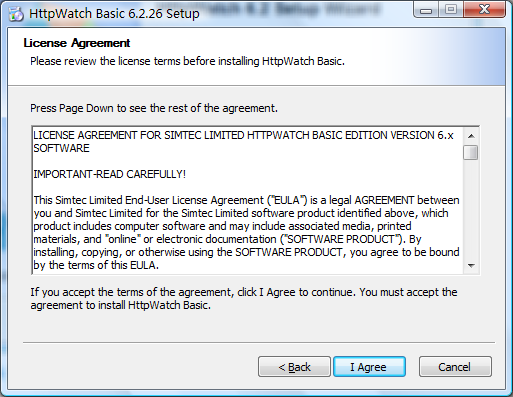 HttpWatch Basic 6.2.26 Setup
License Agreement
Please review the license terms before installing HttpWatch Basic.
Press Page Down to see the rest of the agreement.
LICENSE AGREEMENT FOR SIMTEC LIMITED HTTPWATCH BASIC EDITION VERSION 6.x
SOFTWARE
IMPORTANT-READ CAREFULLY!
This Simtec Limited End-User License Agreement ("EULA") is a legal AGREEMENT between
you and Simtec Limited for the Simtec Limited software product identified above, which
product includes computer software and may include associated media, printed
materials, and "online" or electronic documentation ("SOFTWARE PRODUCT"). By
installing, copying, or otherwise using the SOFTWARE PRODUCT, you agree to be bound
by the terms of this EULA.
If you accept the terms of the agreement, click I Agree to continue. You must accept the
agreement to install HttpWatch Basic.
< Back
I Agree
Cancel